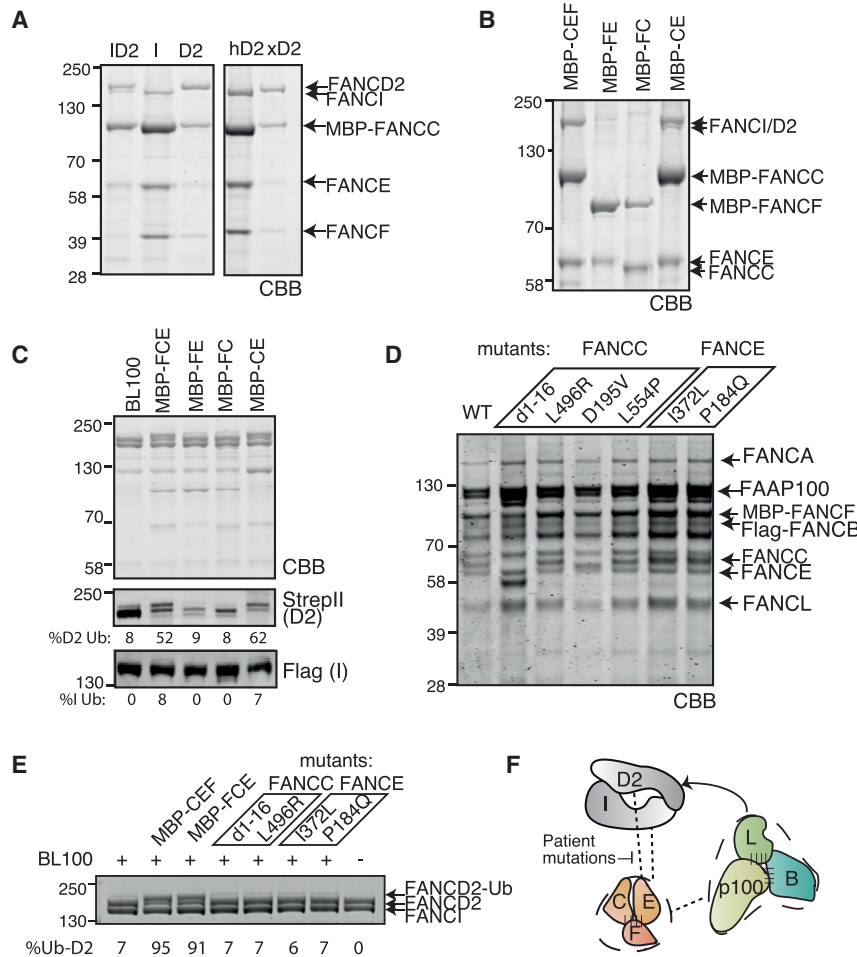 A
ID2 I D2 hD2 xD2
250
130
70
58
39
28
FANCD2
FANCI
MBP-FANCC
FANCE
FANCF
CBB
B
MBP-CEF MBP-FE MBP-FC MBP-CE
250
130
70
58
FANCI/D2
MBP-FANCC
MBP-FANCF
FANCE
FANCC
CBB
C
BL100 MBP-FCE MBP-FE MBP-FC MBP-CE
250
130
70
58
CBB
250
StrepII
(D2)
%D2 Ub: 8 52 9 8 62
130
Flag (I)
%I Ub: 0 8 0 0 7
D
mutants: FANCC FANCE
WT d1-16 L496R D195V L554P I372L P184Q
130
70
58
39
28
FANCA
FAAP100
MBP-FANCF
Flag-FANCB
FANCC
FANCE
FANCL
CBB
E
mutants:
FANCC FANCE
MBP-CEF MBP-FCE d1-16 L496R I372L P184Q
BL100 + + + + + + + -
250
130
FANCD2-Ub
FANCD2
FANCI
%Ub-D2 7 95 91 7 7 6 7 0
F
D2
I
Patient
mutations
L
p100
B
C E
F